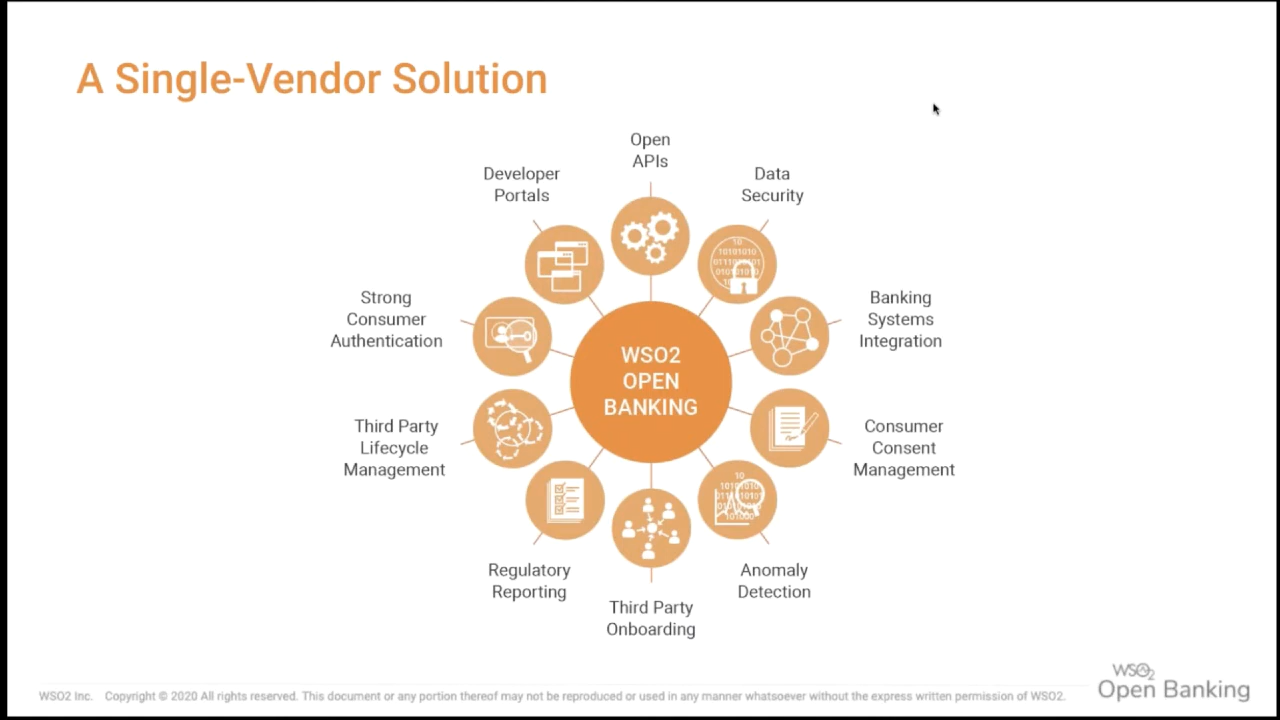 A Single-Vendor Solution
Open
APIs
Developer
Portals
Data
Security
Strong
Consumer
Authentication
Banking
Systems
Integration
WSO2
OPEN
BANKING
Third Party
Lifecycle
Management
Consumer
Consent
Management
Regulatory
Reporting
Anomaly
Detection
Third Party
Onboarding
WSO2 Inc. Copyright © 2020 All rights reserved. This document or any portion thereof may not be reproduced or used in any manner whatsoever without the express written permission of WSO2.
WSO2
Open Banking